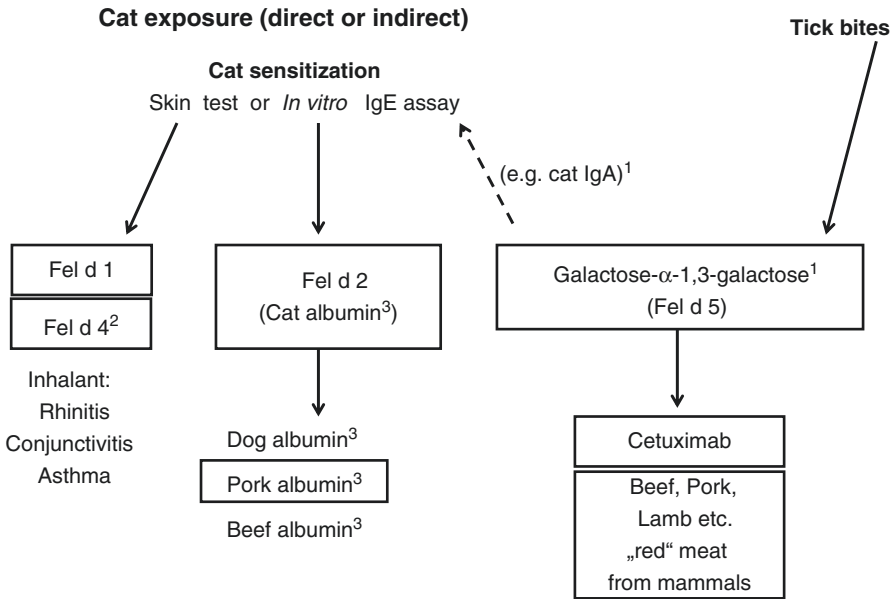 Cat exposure (direct or indirect)
Tick bites
Cat sensitization
Skin test or In vitro IgE assay
(e.g. cat IgA)¹
Fel d 1
Fel d 4²
Inhalant:
Rhinitis
Conjunctivitis
Asthma
Fel d 2
(Cat albumin³)
Dog albumin³
Pork albumin³
Beef albumin³
Galactose-α-1,3-galactose¹
(Fel d 5)
Cetuximab
Beef, Pork,
Lamb etc.
„red“ meat
from mammals